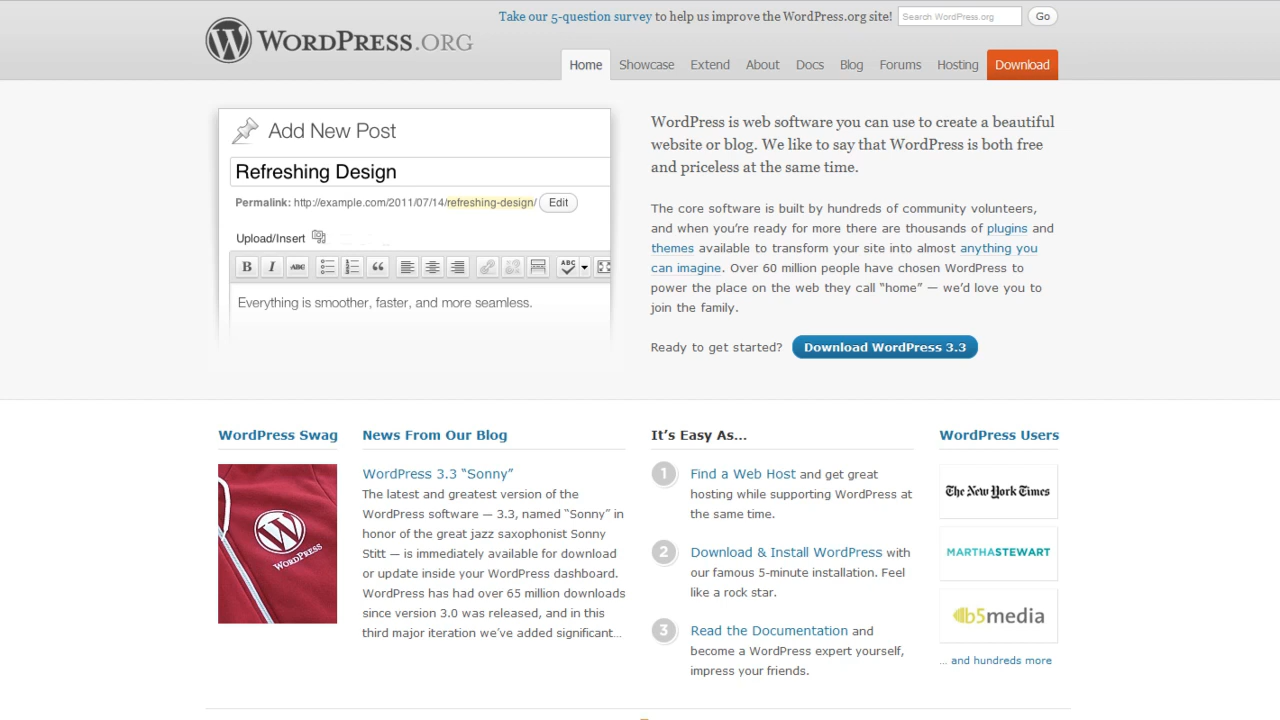 Take our 5-question survey to help us improve the WordPress.org site!
Search WordPress.org
Go
WORDPRESS.ORG
Home
Showcase
Extend
About
Docs
Blog
Forums
Hosting
Download
Add New Post
Refreshing Design
Permalink: http://example.com/2011/07/14/refreshing-design/ Edit
Upload/Insert
B I ABC ABC
Everything is smoother, faster, and more seamless.
WordPress is web software you can use to create a beautiful
website or blog. We like to say that WordPress is both free
and priceless at the same time.
The core software is built by hundreds of community volunteers,
and when you’re ready for more there are thousands of plugins and
themes available to transform your site into almost anything you
can imagine. Over 60 million people have chosen WordPress to
power the place on the web they call “home” — we’d love you to
join the family.
Ready to get started? Download WordPress 3.3
WordPress Swag
WORDPRESS
News From Our Blog
WordPress 3.3 “Sonny”
The latest and greatest version of the
WordPress software — 3.3, named “Sonny” in
honor of the great jazz saxophonist Sonny
Stitt — is immediately available for download
or update inside your WordPress dashboard.
WordPress has had over 65 million downloads
since version 3.0 was released, and in this
third major iteration we’ve added significant…
It’s Easy As…
1 Find a Web Host and get great
hosting while supporting WordPress at
the same time.
2 Download & Install WordPress with
our famous 5-minute installation. Feel
like a rock star.
3 Read the Documentation and
become a WordPress expert yourself,
impress your friends.
WordPress Users
The New York Times
MARTHASTEWART
b5media
… and hundreds more